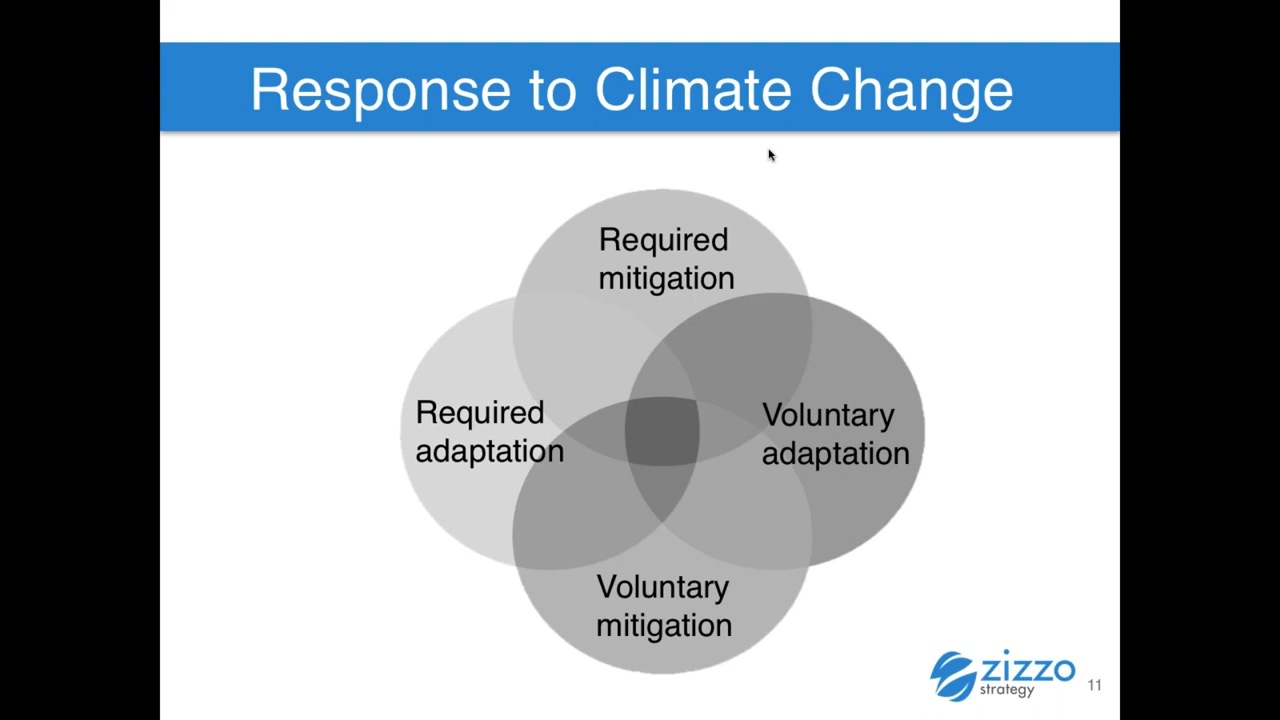 Response to Climate Change
Required
mitigation
Required
adaptation
Voluntary
adaptation
Voluntary
mitigation
zizzo
strategy
11